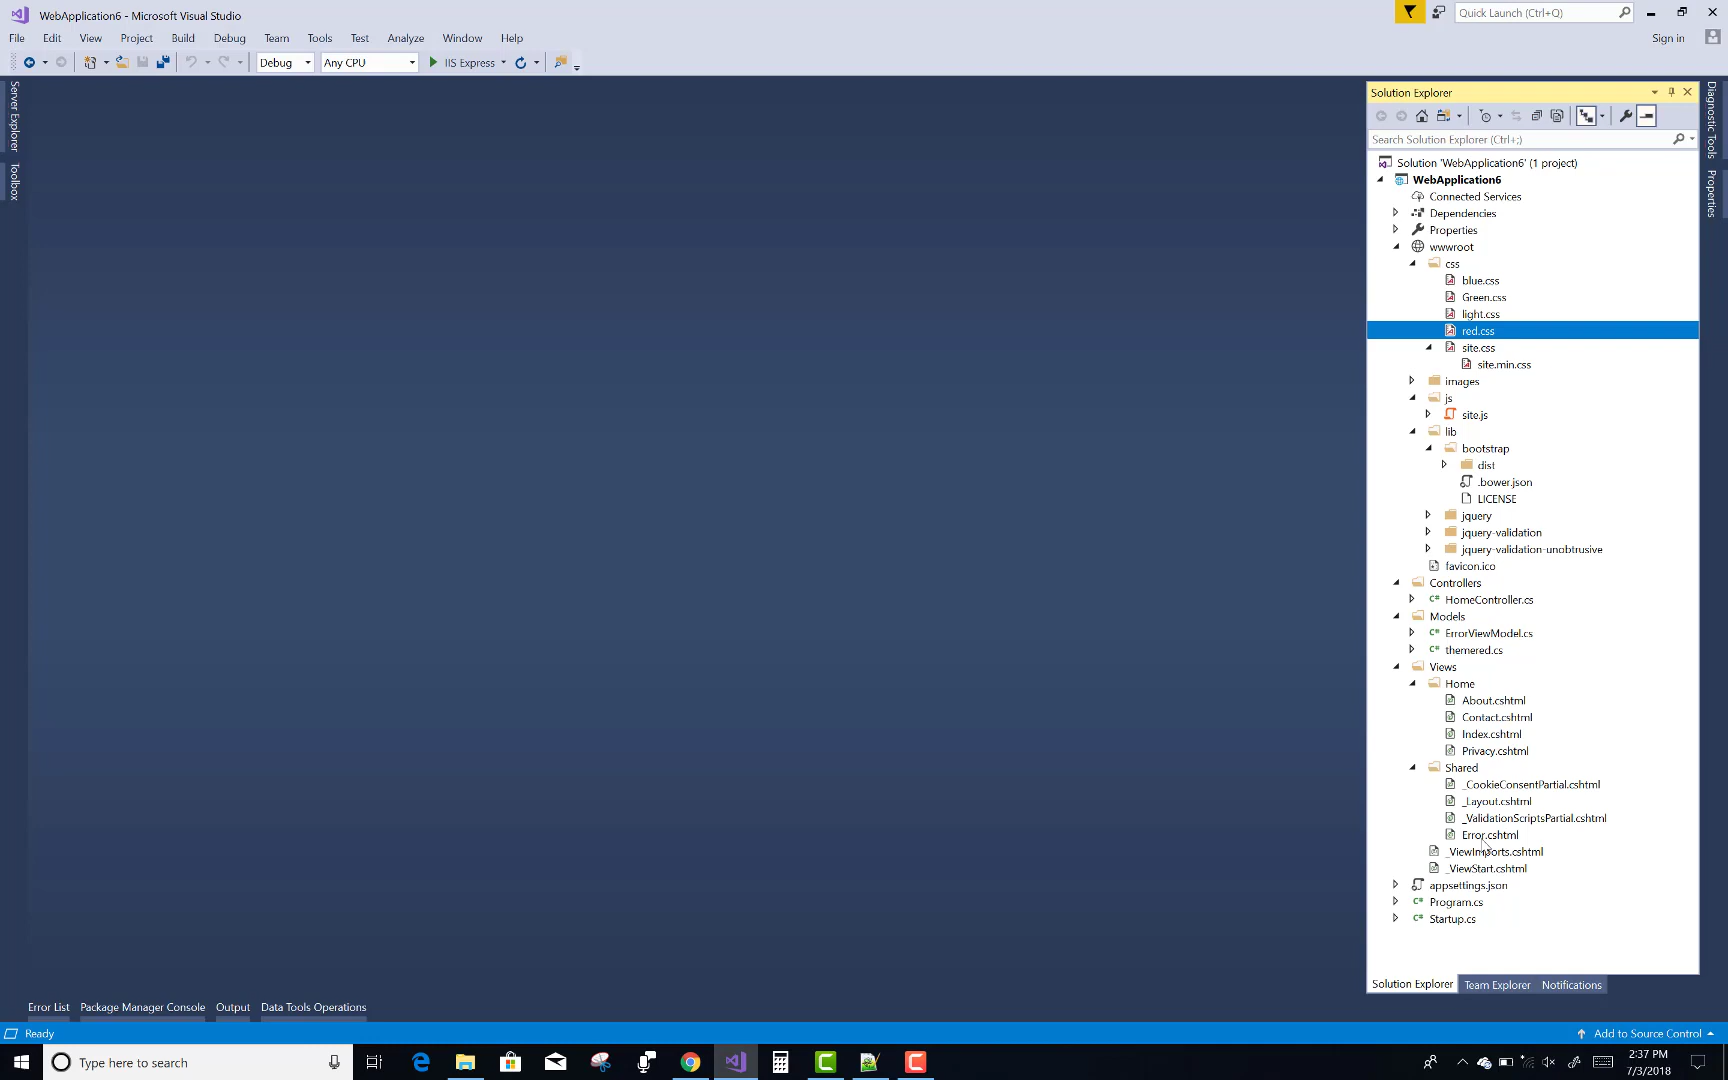 WebApplication6 - Microsoft Visual Studio
Quick Launch (Ctrl+Q)
File Edit View Project Build Debug Team Tools Test Analyze Window Help
Sign in
Debug Any CPU IIS Express
Server Explorer
Toolbox
Solution Explorer
Search Solution Explorer (Ctrl+;)
Solution 'WebApplication6' (1 project)
WebApplication6
Connected Services
Dependencies
Properties
wwwroot
css
blue.css
Green.css
light.css
red.css
site.css
site.min.css
images
js
site.js
lib
bootstrap
dist
.bower.json
LICENSE
jquery
jquery-validation
jquery-validation-unobtrusive
favicon.ico
Controllers
C# HomeController.cs
Models
C# ErrorViewModel.cs
C# themered.cs
Views
Home
About.cshtml
Contact.cshtml
Index.cshtml
Privacy.cshtml
Shared
_CookieConsentPartial.cshtml
_Layout.cshtml
_ValidationScriptsPartial.cshtml
Error.cshtml
_ViewImports.cshtml
_ViewStart.cshtml
appsettings.json
C# Program.cs
C# Startup.cs
Solution Explorer Team Explorer Notifications
Diagnostic Tools
Properties
Error List Package Manager Console Output Data Tools Operations
Ready
Add to Source Control
Type here to search
2:37 PM
7/3/2018